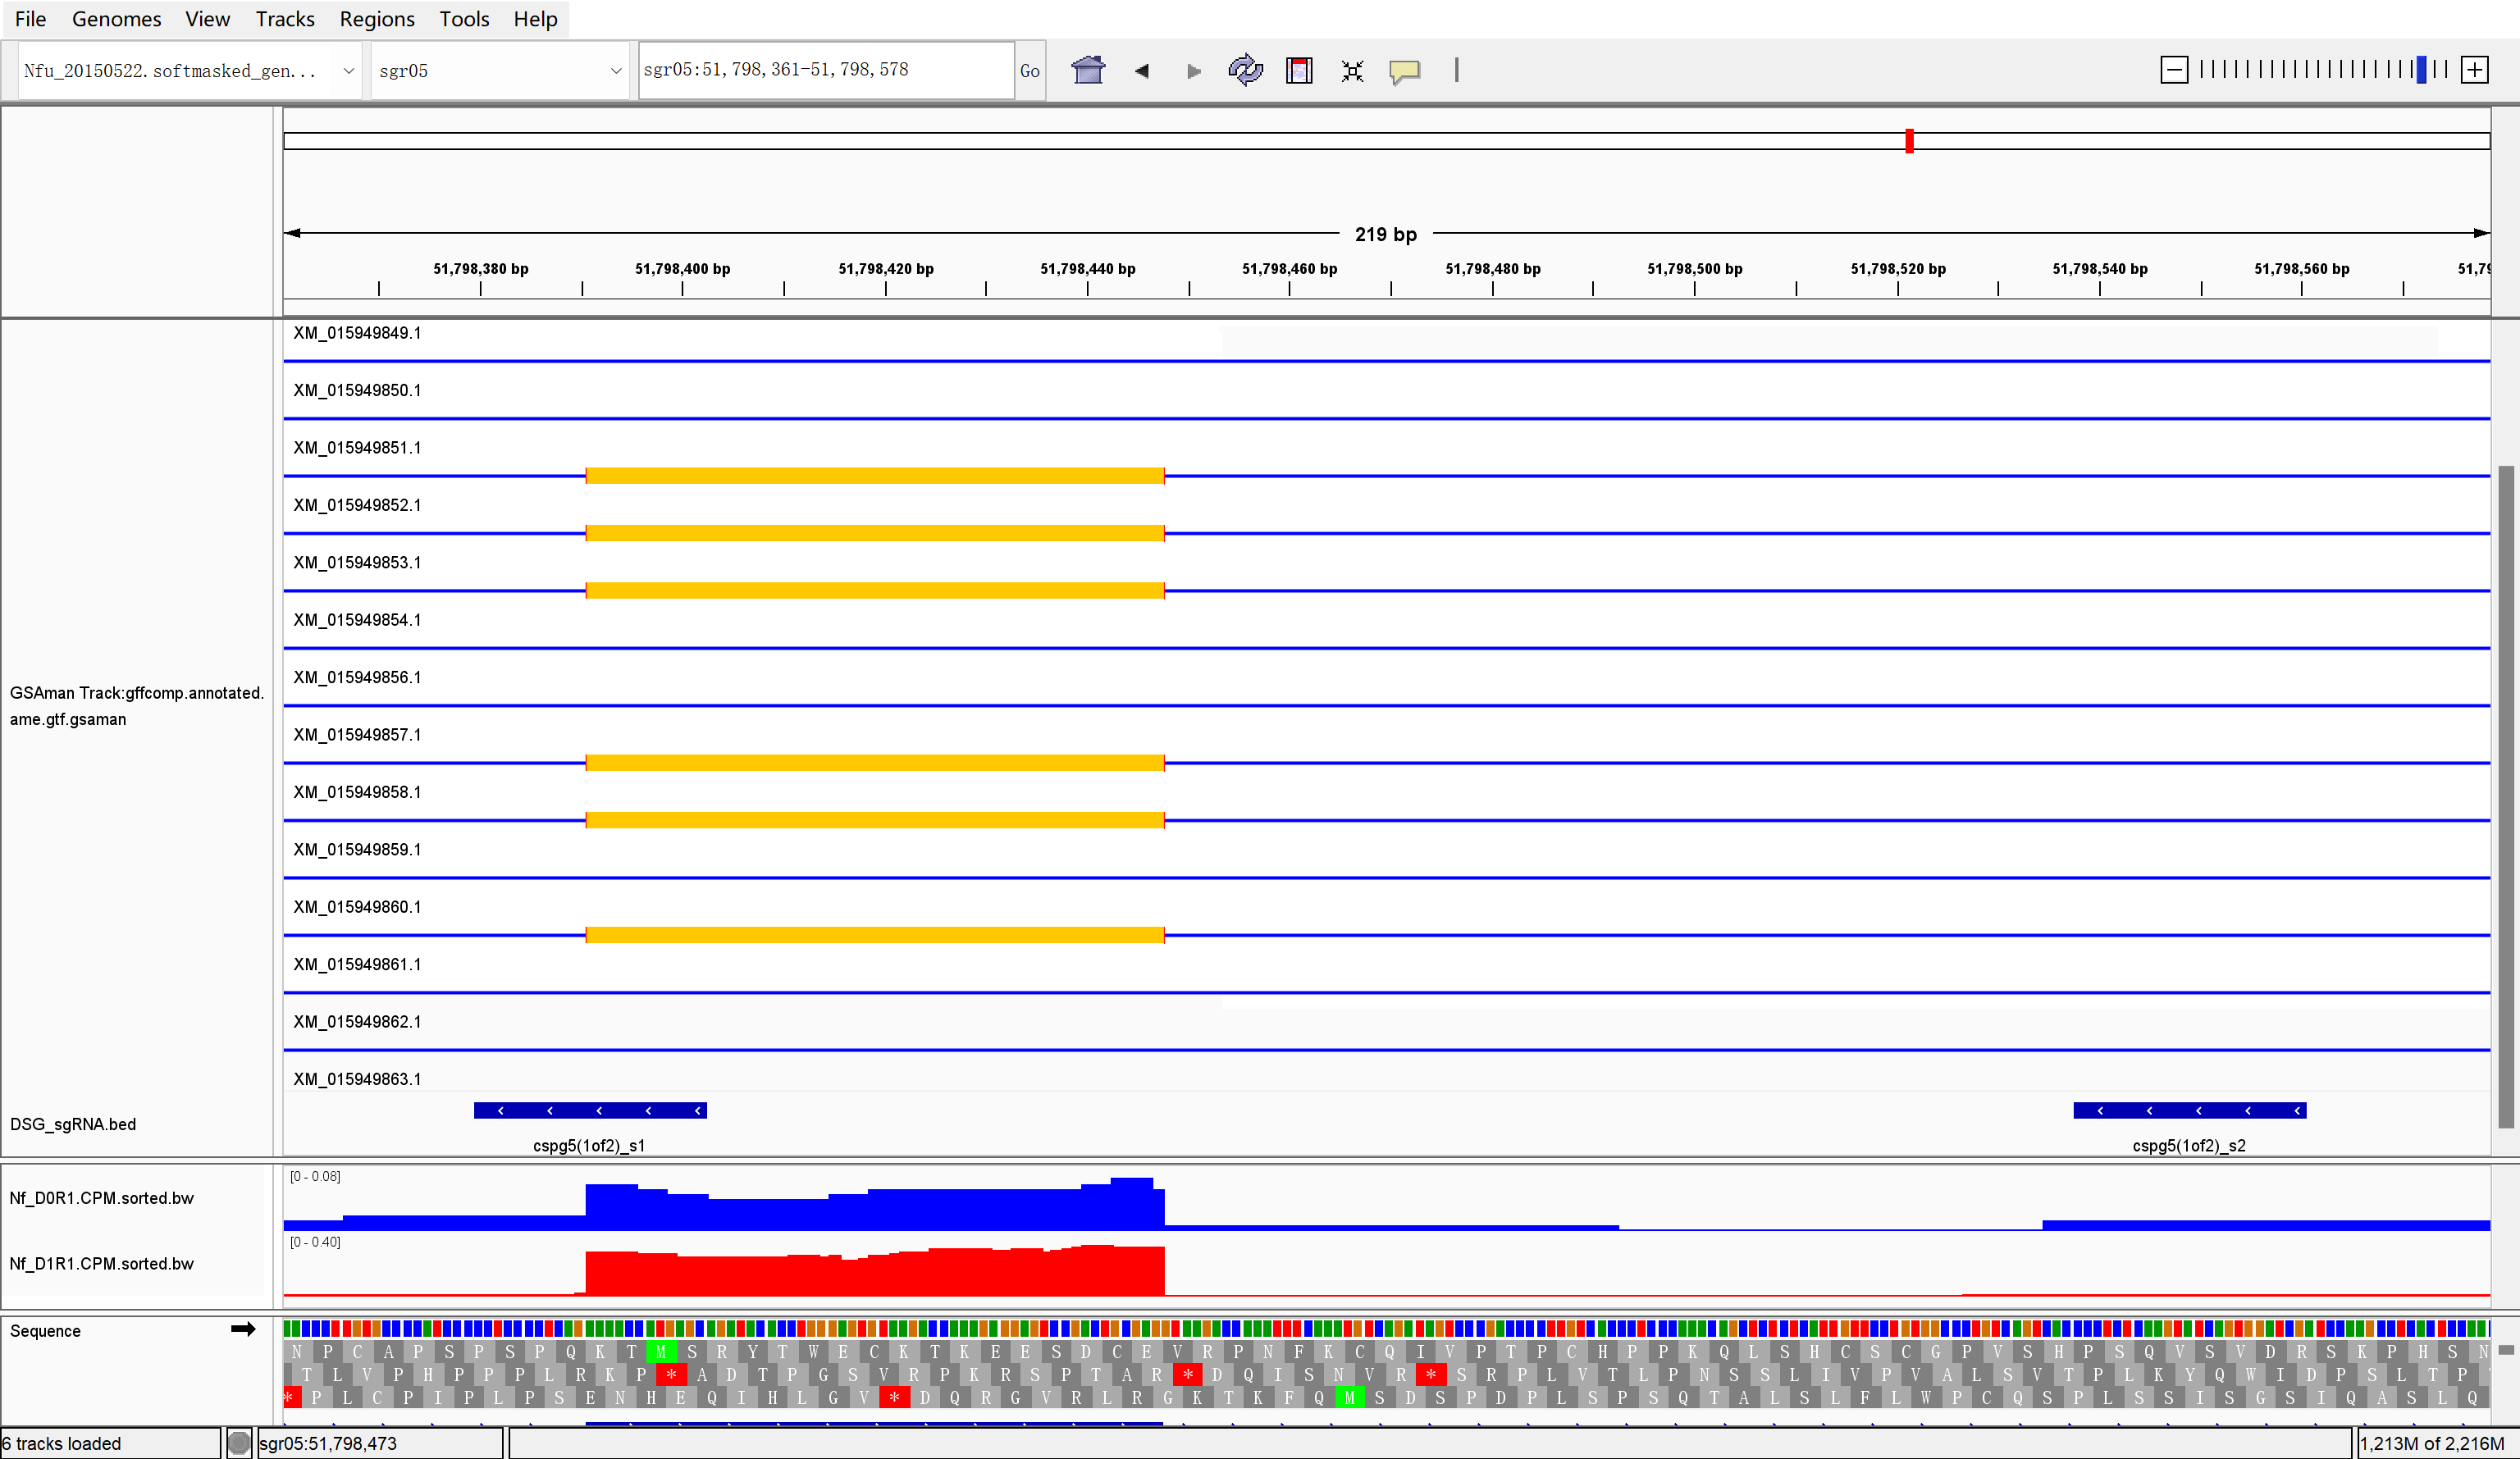 File Genomes View Tracks Regions Tools Help
Nfu_20150522.softmasked_gen... sgr05 sgr05:51,798,361-51,798,578 Go
219 bp
51,798,380 bp 51,798,400 bp 51,798,420 bp 51,798,440 bp 51,798,460 bp 51,798,480 bp 51,798,500 bp 51,798,520 bp 51,798,540 bp 51,798,560 bp 51,79
XM_015949849.1
XM_015949850.1
XM_015949851.1
XM_015949852.1
XM_015949853.1
XM_015949854.1
XM_015949856.1
GSAman Track:gffcomp.annotated.
ame.gtf.gsaman
XM_015949857.1
XM_015949858.1
XM_015949859.1
XM_015949860.1
XM_015949861.1
XM_015949862.1
XM_015949863.1
DSG_sgRNA.bed
cspg5(1of2)_s1 cspg5(1of2)_s2
[0 - 0.08]
Nf_D0R1.CPM.sorted.bw
[0 - 0.40]
Nf_D1R1.CPM.sorted.bw
Sequence
N P C A P S P S P Q K T M S R Y T W E C K T K E E S D C E V R P N F K C Q I V P T P C H P P K Q L S H C S C G P V S H P S Q V S V D R S K P H S N
T L V P H P P P L R K P * A D T P G S V R P K R S P T A R * D Q I S N V R * S R P L V T L P N S S L I V P V A L S V T P L K Y Q W I D P S L T P
* P L C P I P L P S E N H E Q I H L G V * D Q R G V R L R G K T K F Q M S D S P D P L S P S Q T A L S L F L W P C Q S P L S S I S G S I Q A S L Q
6 tracks loaded sgr05:51,798,473 1,213M of 2,216M